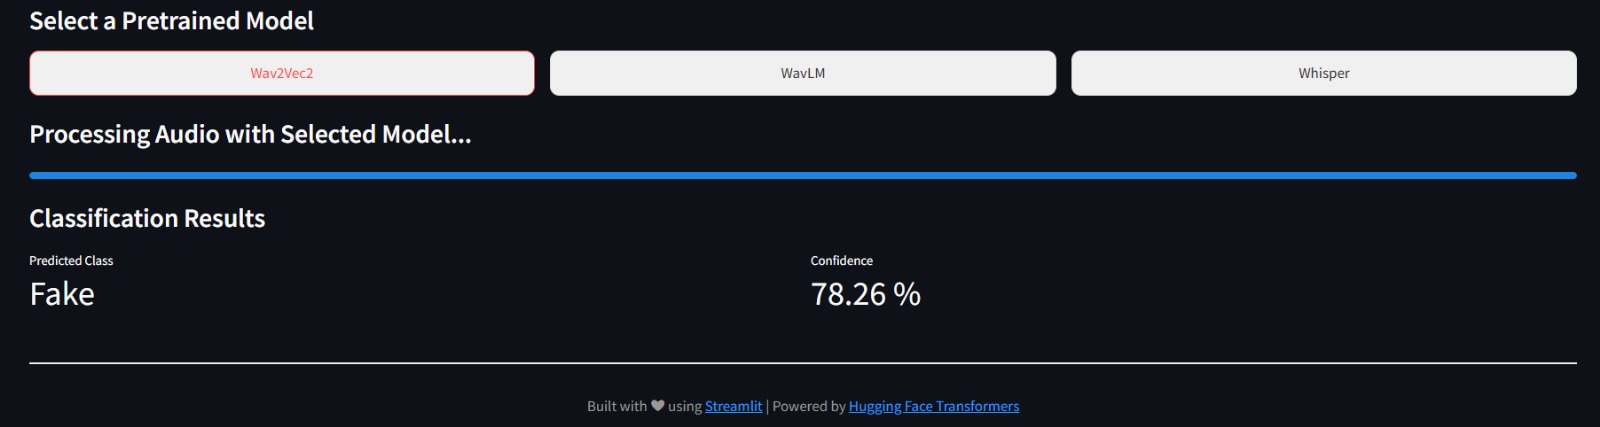 Select a Pretrained Model
Wav2Vec2 WavLM Whisper
Processing Audio with Selected Model...
Classification Results
Predicted Class Confidence
Fake 78.26 %
Built with ❤ using Streamlit | Powered by Hugging Face Transformers